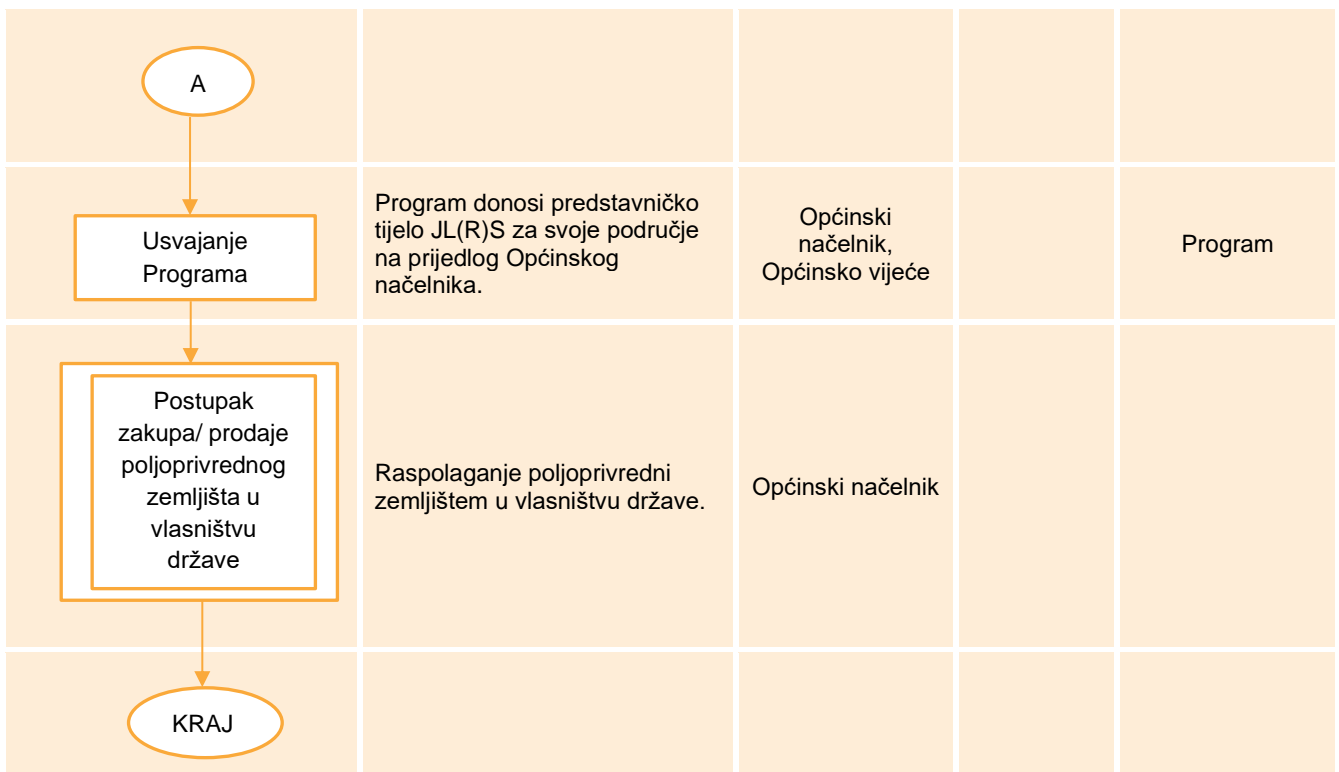 A
Usvajanje
Programa
Program donosi predstavničko
tijelo JL(R)S za svoje područje
na prijedlog Općinskog
načelnika.
Općinski
načelnik,
Općinsko vijeće
Program
Postupak
zakupa/ prodaje
poljoprivrednog
zemljišta u
vlasništvu
države
Raspolaganje poljoprivredni
zemljištem u vlasništvu države.
Općinski načelnik
KRAJ